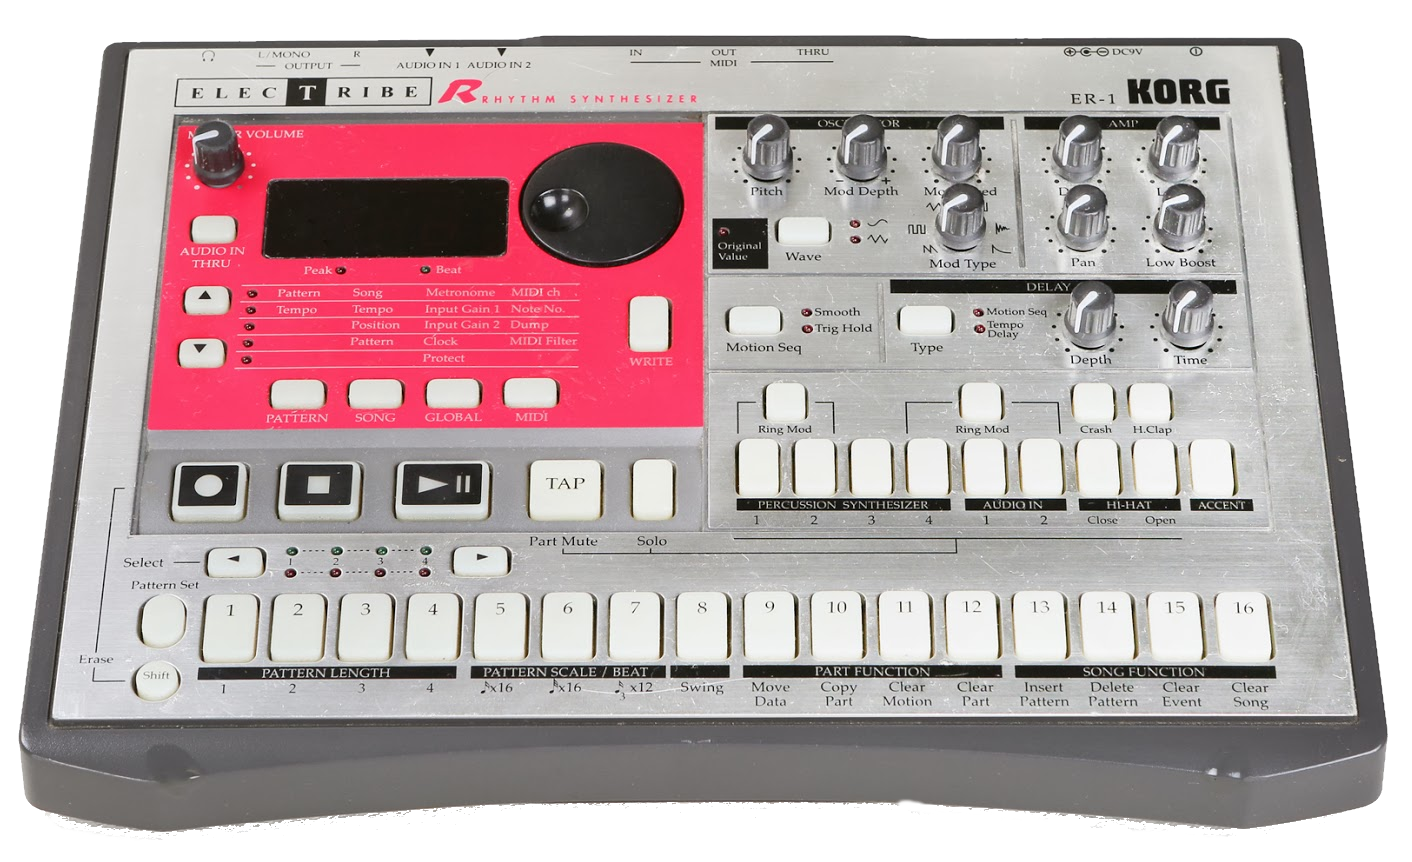 L/MONO R IN OUT THRU DC9V
OUTPUT AUDIO IN 1 AUDIO IN 2 MIDI
ELECTRIBE R RHYTHM SYNTHESIZER ER-1 KORG
VOLUME
AUDIO IN
THRU
Peak Beat
Pattern Song Metronome MIDI ch
Tempo Tempo Input Gain 1 Note No.
Position Input Gain 2 Dump
Pattern Clock MIDI Filter
Protect
WRITE
PATTERN SONG GLOBAL MIDI
AMP
Pitch Mod Depth
Original
Value
Wave
Mod Type
Pan Low Boost
DELAY
Motion Seq
Smooth
Trig Hold
Type
Motion Seq
Tempo
Delay
Depth Time
Ring Mod Ring Mod Crash H.Clap
PERCUSSION SYNTHESIZER AUDIO IN HI-HAT ACCENT
1 2 3 4 1 2 Close Open
TAP
Part Mute Solo
Select
1 2 3 4
Pattern Set
1 2 3 4 5 6 7 8 9 10 11 12 13 14 15 16
Erase
Shift
PATTERN LENGTH PATTERN SCALE / BEAT PART FUNCTION SONG FUNCTION
1 2 3 4 x16 x16 3 x12 Swing
Move
Data
Copy
Part
Clear
Motion
Clear
Part
Insert
Pattern
Delete
Pattern
Clear
Event
Clear
Song